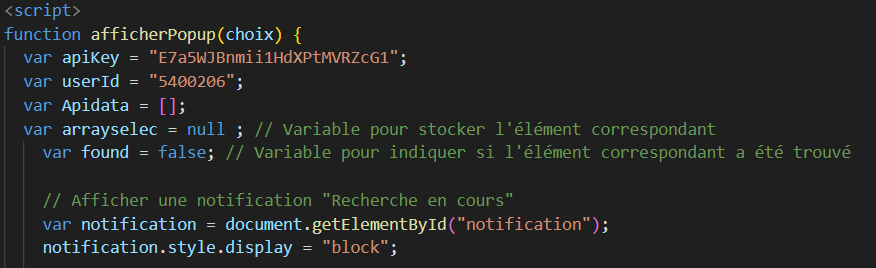 <script>
function afficherPopup(choix) {
var apiKey = "E7a5WJBnmii1HdXPtMVRZcG1";
var userId = "5400206";
var Apidata = [];
var arrayselec = null ; // Variable pour stocker l'élément correspondant
var found = false; // Variable pour indiquer si l'élément correspondant a été trouvé
// Afficher une notification "Recherche en cours"
var notification = document.getElementById("notification");
notification.style.display = "block";